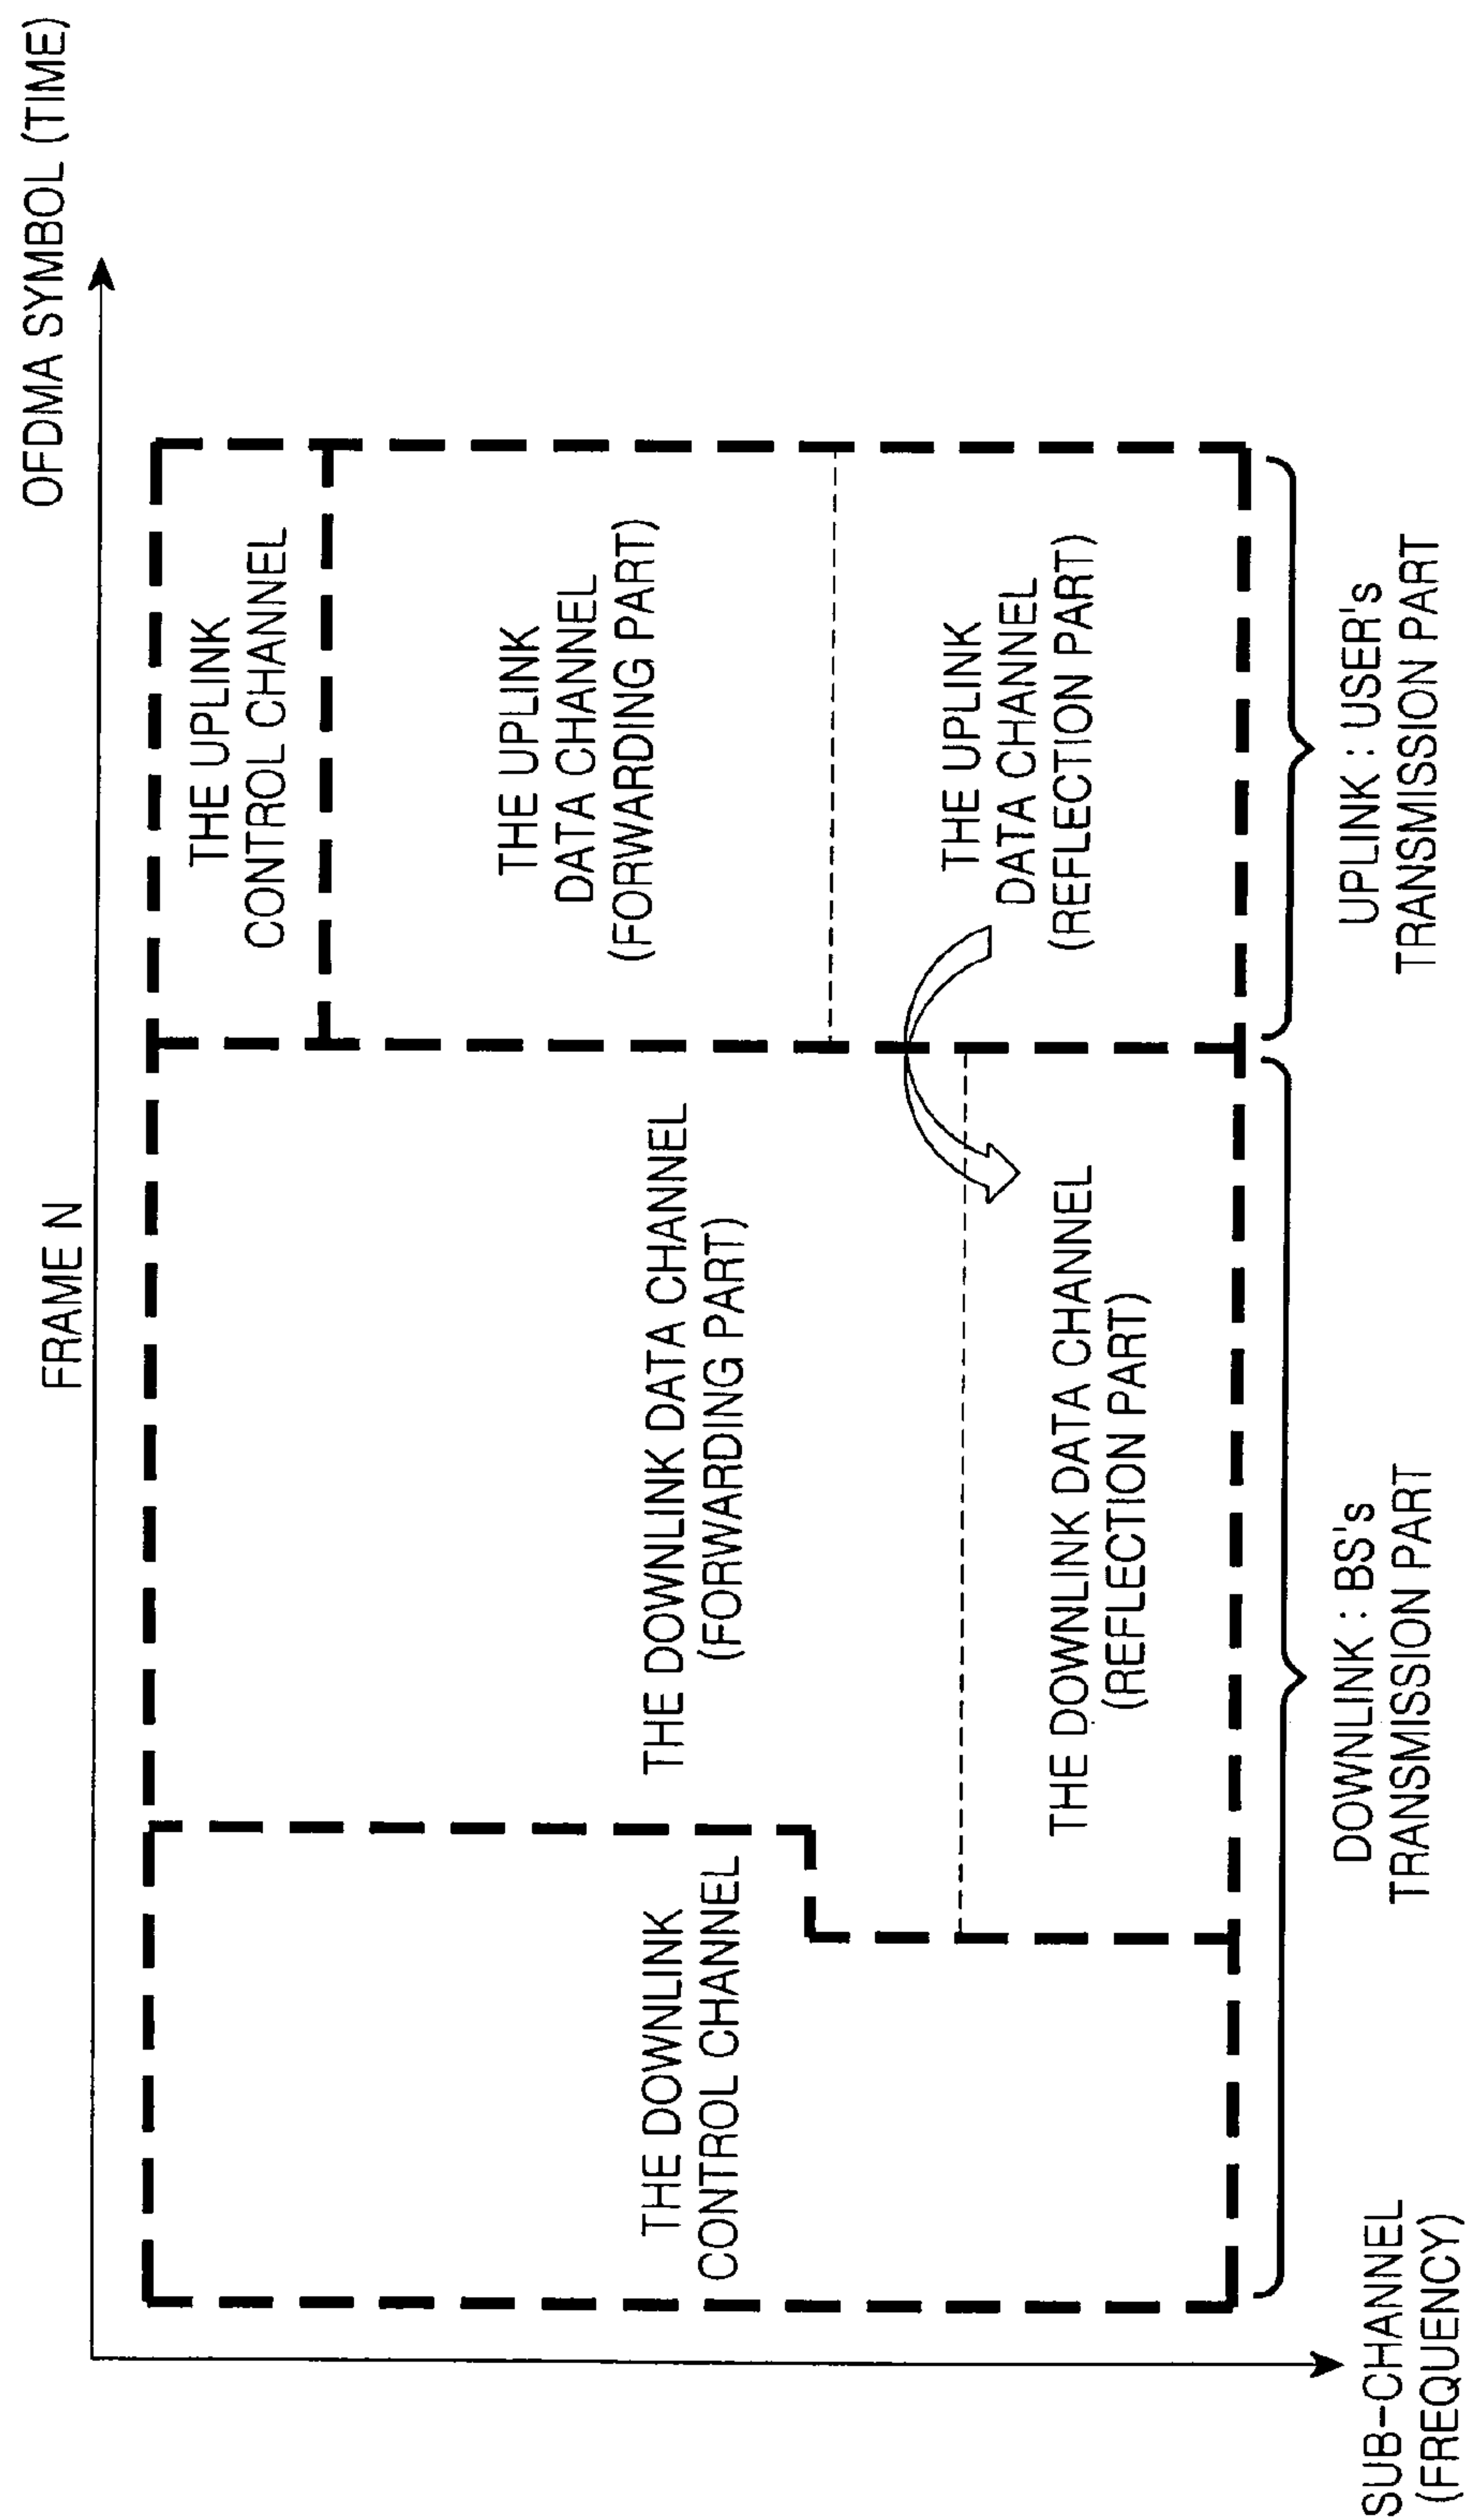 FRAME N
OFDMA SYMBOL (TIME)
THE DOWNLINK
CONTROL CHANNEL
THE DOWNLINK DATA CHANNEL
(FORWARDING PART)
THE DOWNLINK DATA CHANNEL
(REFLECTION PART)
THE UPLINK
CONTROL CHANNEL
THE UPLINK
DATA CHANNEL
(FORWARDING PART)
THE UPLINK
DATA CHANNEL
(REFLECTION PART)
SUB-CHANNEL
(FREQUENCY)
DOWNLINK : BS's
TRANSMISSION PART
UPLINK : USER's
TRANSMISSION PART